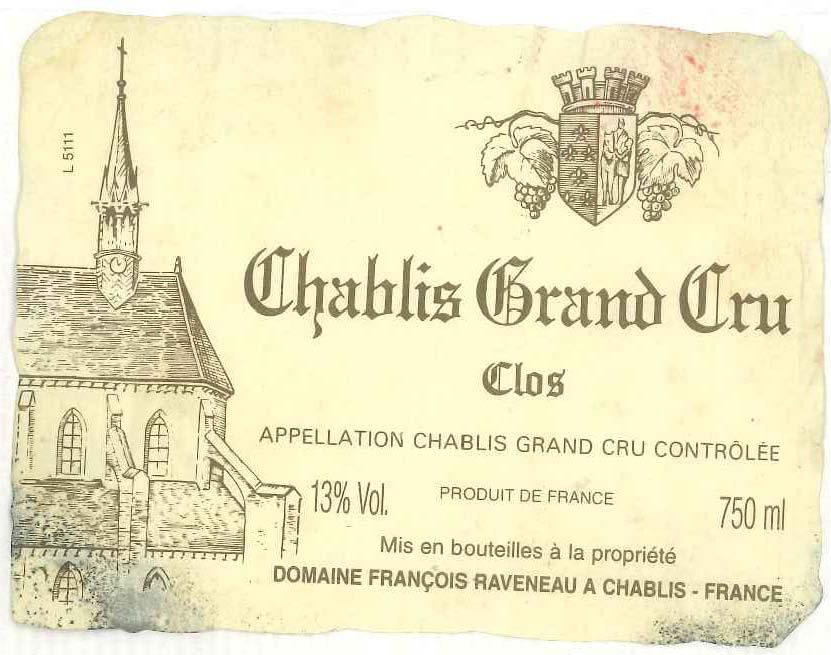 L 5111
Chablis Grand Cru
Clos
APPELLATION CHABLIS GRAND CRU CONTRÔLÉE
13% Vol.
PRODUIT DE FRANCE
750 ml
Mis en bouteilles à la propriété
DOMAINE FRANÇOIS RAVENEAU A CHABLIS - FRANCE